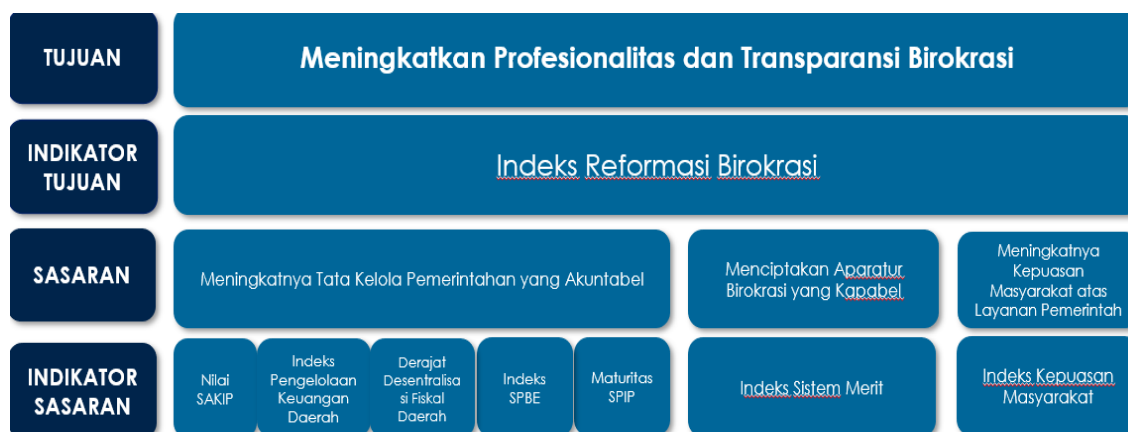 TUJUAN
Meningkatkan Profesionalitas dan Transparansi Birokrasi
INDIKATOR
TUJUAN
Indeks Reformasi Birokrasi
SASARAN
Meningkatnya Tata Kelola Pemerintahan yang Akuntabel
Menciptakan Aparatur
Birokrasi yang Kapabel
Meningkatnya
Kepuasan
Masyarakat atas
Layanan Pemerintah
INDIKATOR
SASARAN
Nilai
SAKIP
Indeks
Pengelolaan
Keuangan
Daerah
Derajat
Desentralisa
si Fiskal
Daerah
Indeks
SPBE
Maturitas
SPIP
Indeks Sistem Merit
Indeks Kepuasan
Masyarakat